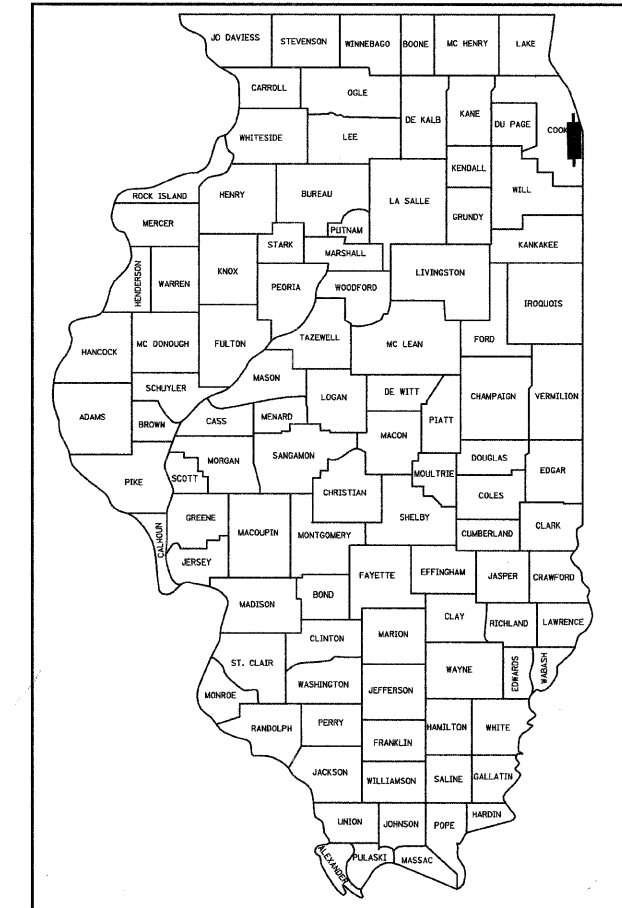 JO DAVIESS
STEVENSON
WINNEBAGO
BOONE
MC HENRY
LAKE
CARROLL
OGLE
DE KALB
KANE
DU PAGE
COOK
WHITESIDE
LEE
KENDALL
WILL
ROCK ISLAND
HENRY
BUREAU
LA SALLE
GRUNDY
MERCER
PUTNAM
STARK
MARSHALL
KANKAKEE
HENDERSON
WARREN
KNOX
PEORIA
WOODFORD
LIVINGSTON
IROQUOIS
HANCOCK
MC DONOUGH
FULTON
TAZEWELL
MC LEAN
FORD
SCHUYLER
MASON
LOGAN
DE WITT
CHAMPAIGN
VERMILION
ADAMS
BROWN
CASS
MENARD
PIATT
MACON
PIKE
SCOTT
MORGAN
SANGAMON
CHRISTIAN
MOULTRIE
DOUGLAS
EDGAR
COLES
CALHOUN
GREENE
MACOUPIN
MONTGOMERY
SHELBY
CUMBERLAND
CLARK
JERSEY
FAYETTE
EFFINGHAM
JASPER
CRAWFORD
MADISON
BOND
CLAY
RICHLAND
LAWRENCE
CLINTON
MARION
ST. CLAIR
WAYNE
EDWARDS
WABASH
MONROE
WASHINGTON
JEFFERSON
RANDOLPH
PERRY
HAMILTON
WHITE
FRANKLIN
JACKSON
WILLIAMSON
SALINE
GALLATIN
UNION
JOHNSON
POPE
HARDIN
ALEXANDER
PULASKI
MASSAC